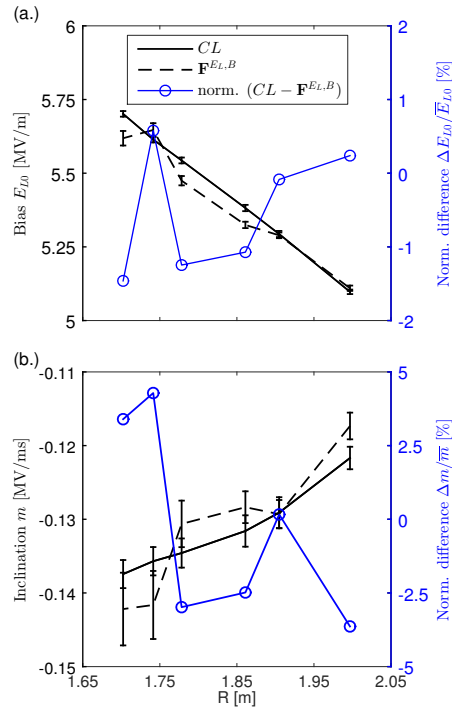 (a.)
6
5.75
5.5
5.25
5
Bias E_{L0} [MV/m]
CL
F^{E_L,B}
norm. (CL − F^{E_L,B})
2
1
0
-1
-2
Norm. difference ΔE_{L0}/\overline{E}_{L0} [%]
(b.)
-0.11
-0.12
-0.13
-0.14
-0.15
Inclination m [MV/ms]
5
2.5
0
-2.5
-5
Norm. difference Δm/\overline{m} [%]
1.65 1.75 1.85 1.95 2.05
R [m]